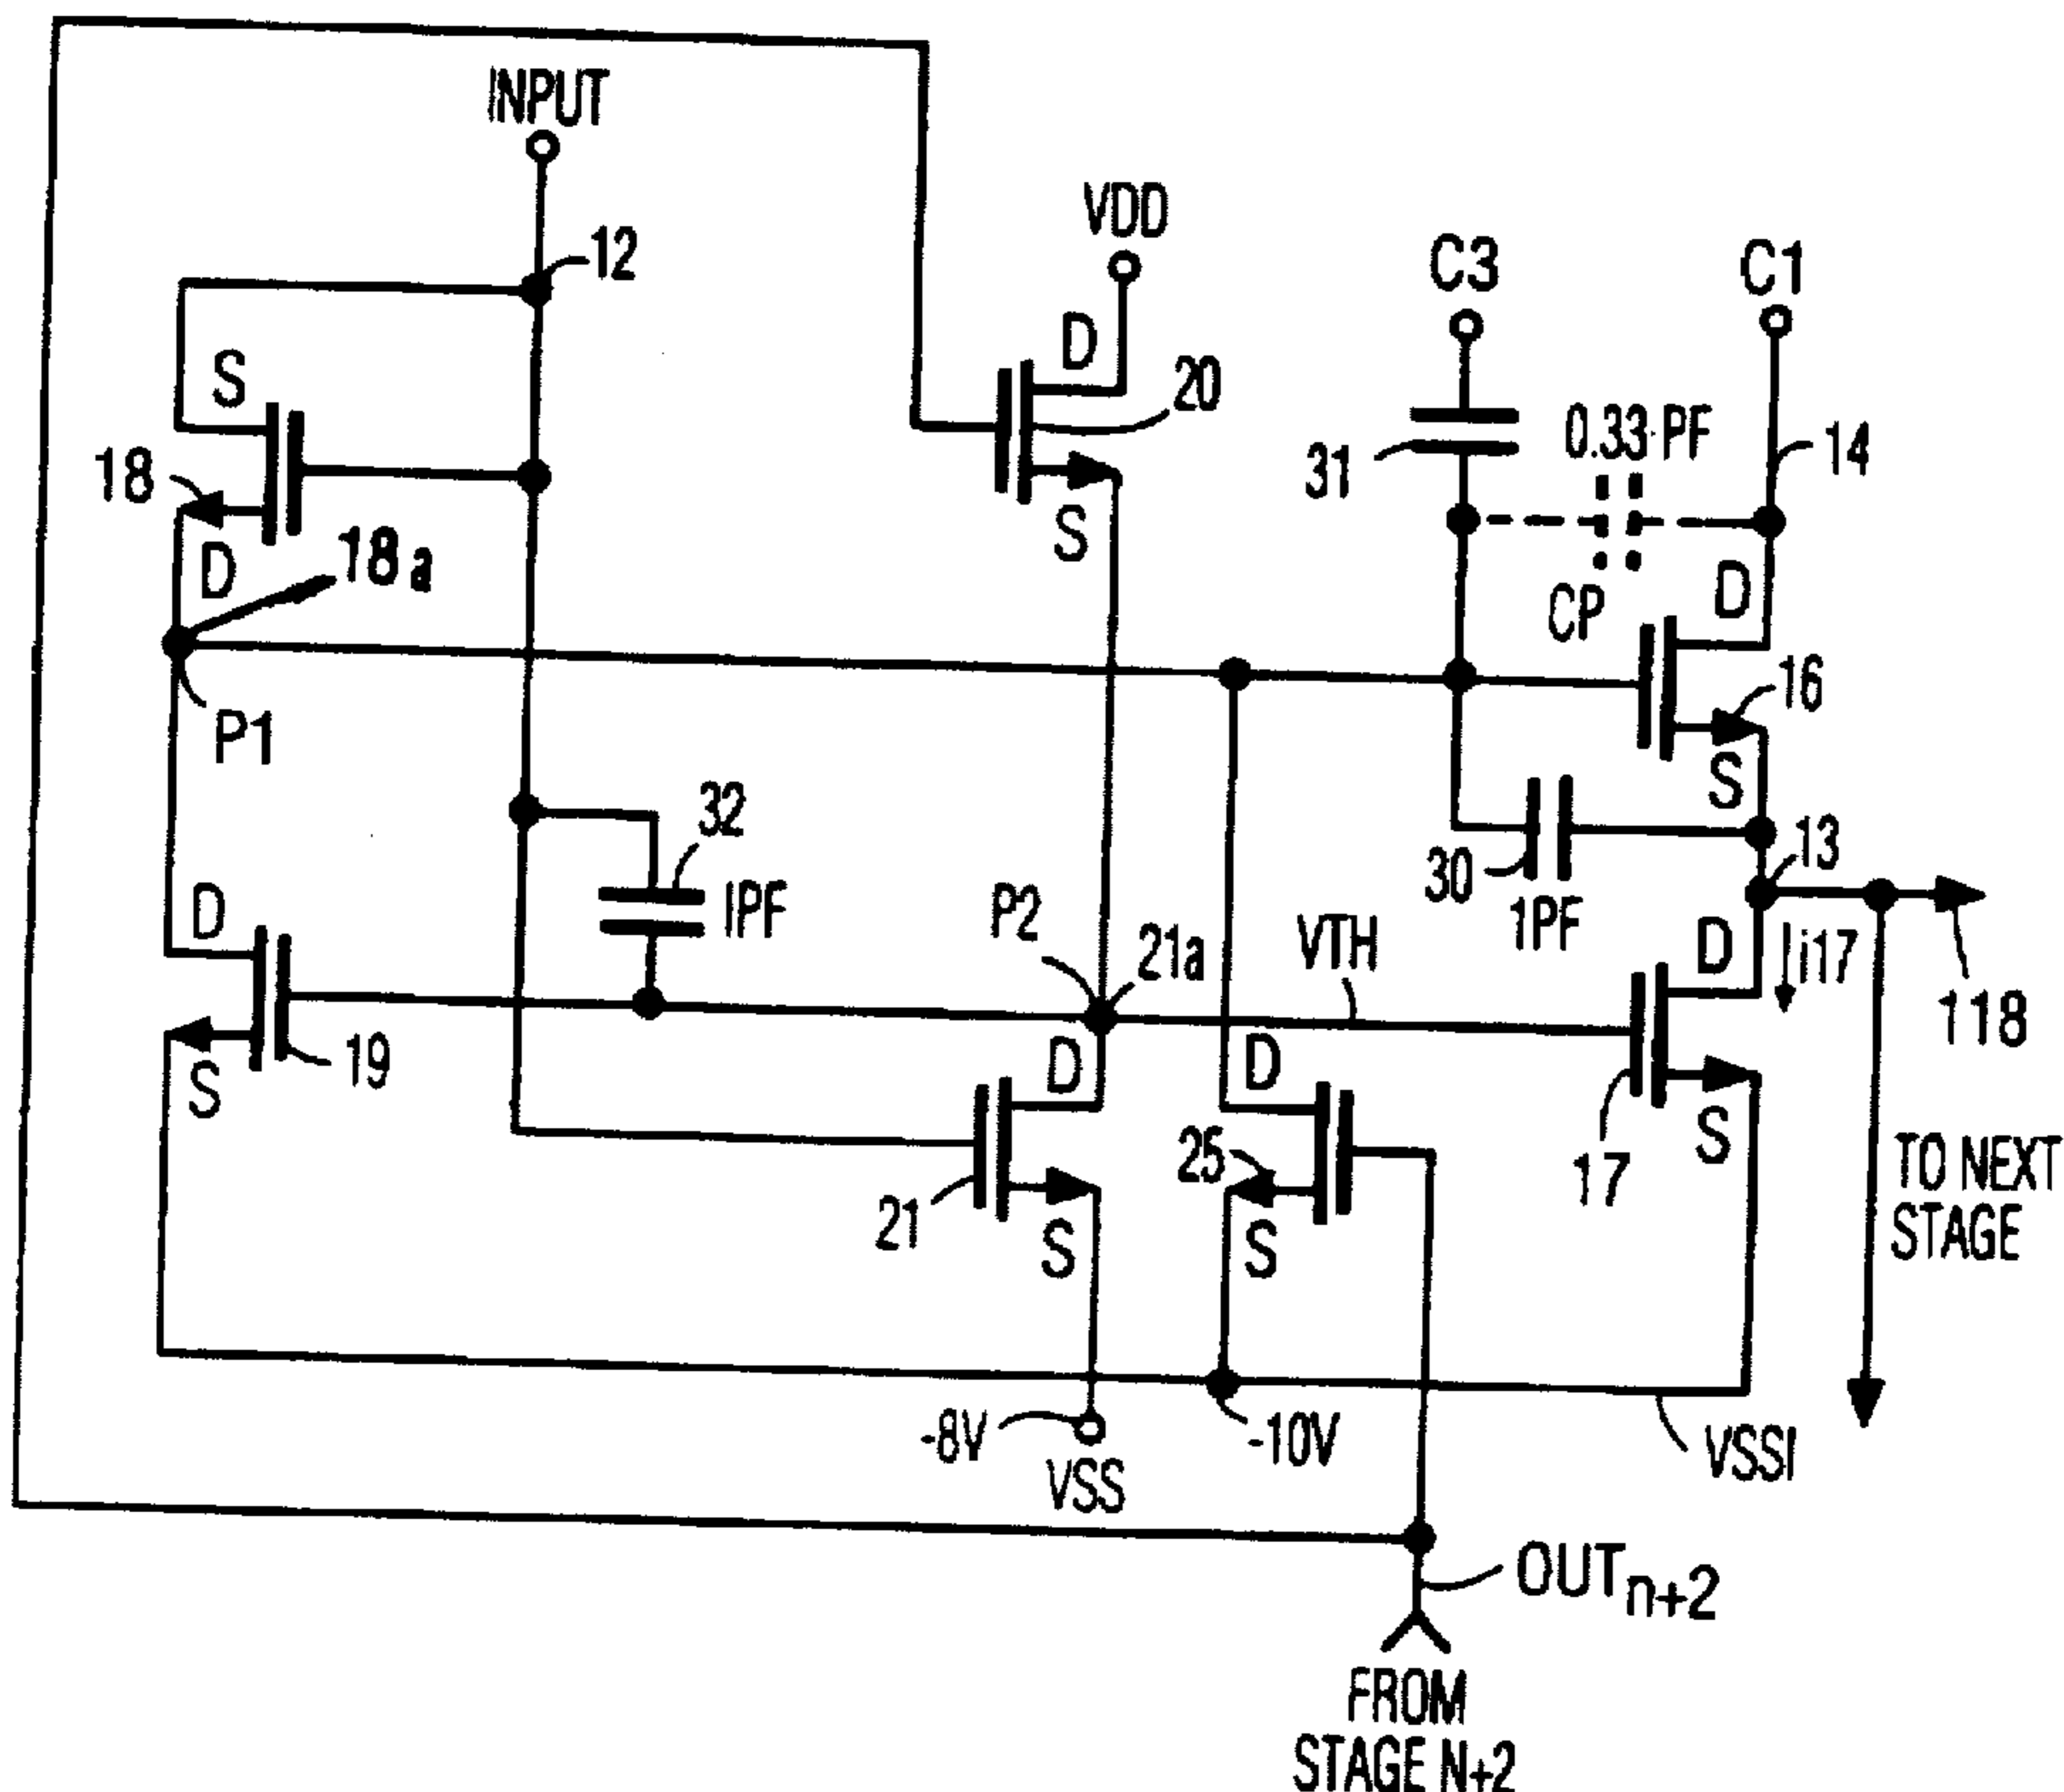 INPUT
12
VDD
C3
C1
S
D
20
31
0.33 PF
14
18
S
D
18a
CP
D
16
P1
S
32
13
30
1PF
D
1PF
P2
21a
VTH
D
i17
118
19
S
D
D
25
S
17
TO NEXT
STAGE
21
S
S
-8V
VSS
-10V
VSSI
OUTn+2
FROM
STAGE N+2